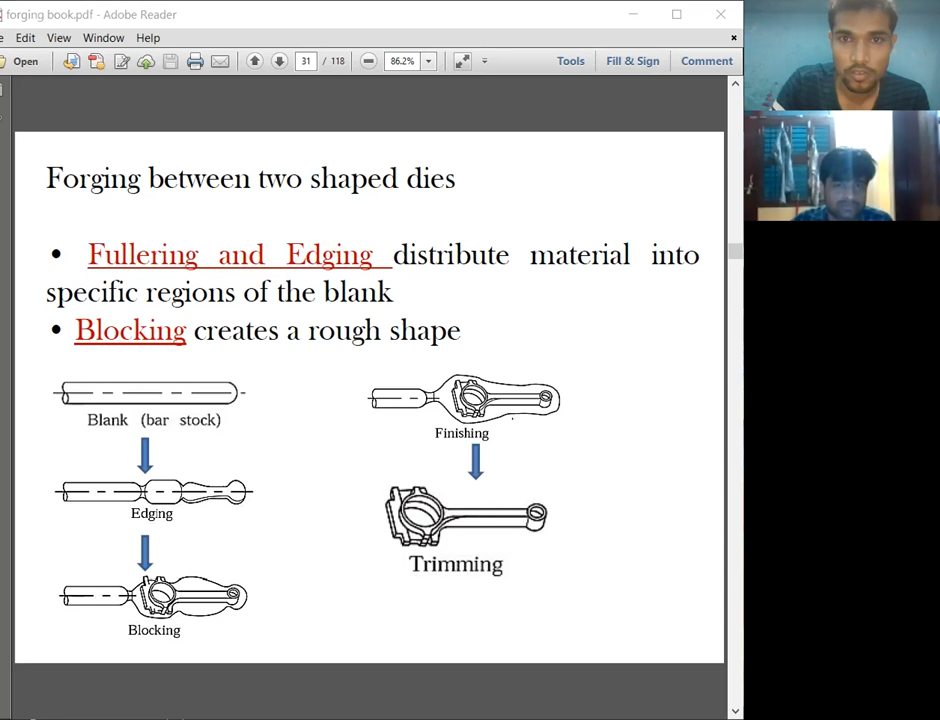 forging book.pdf - Adobe Reader
Edit View Window Help
Open 31 / 118 86.2% Tools Fill & Sign Comment
Forging between two shaped dies
• Fullering and Edging distribute material into
specific regions of the blank
• Blocking creates a rough shape
Blank (bar stock)
Edging
Blocking
Finishing
Trimming